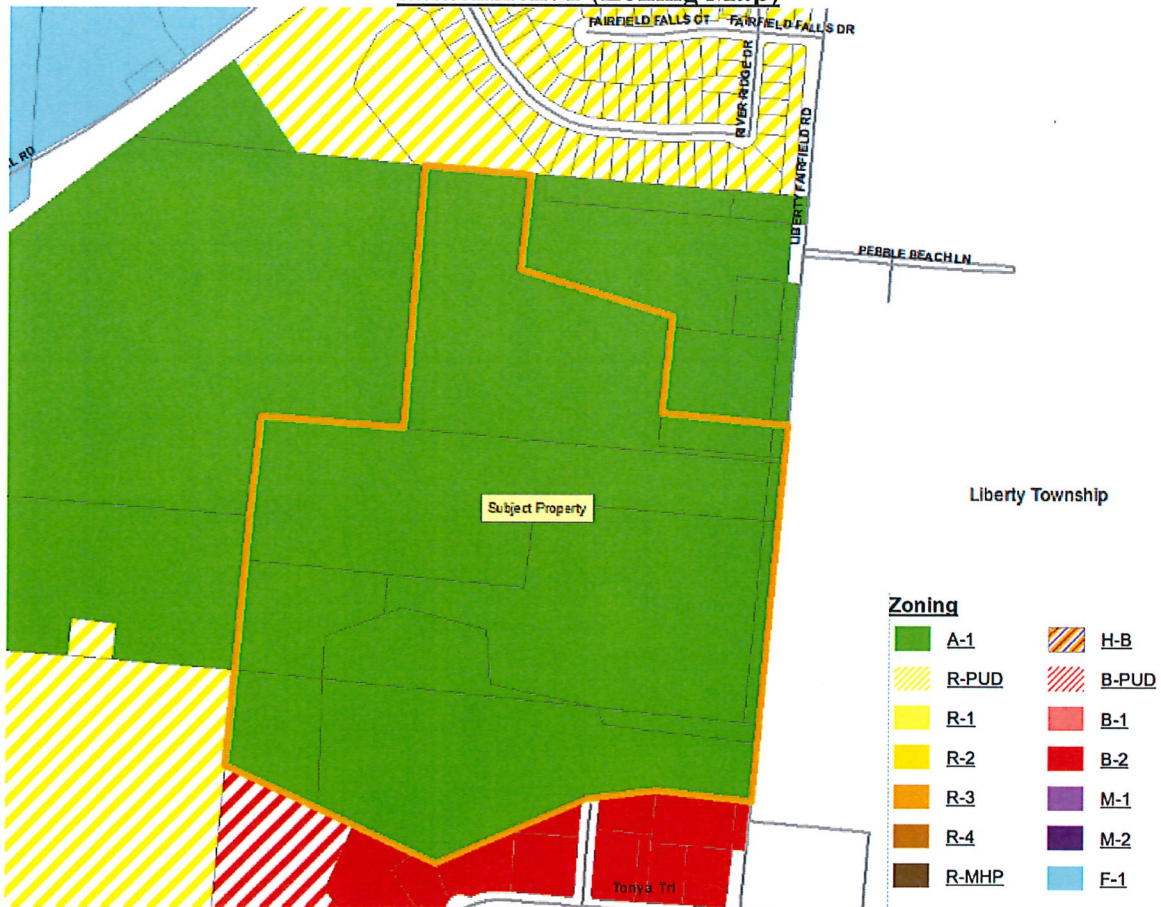 FAIRFIELD FALLS CT
FAIRFIELD FALLS DR
RIVER RIDGE DR
LIBERTY FAIRFIELD RD
RD
PEBBLE BEACH LN
Subject Property
Liberty Township
Zoning
A-1
H-B
R-PUD
B-PUD
R-1
B-1
R-2
B-2
R-3
M-1
R-4
M-2
R-MHP
F-1
Tonya Trl